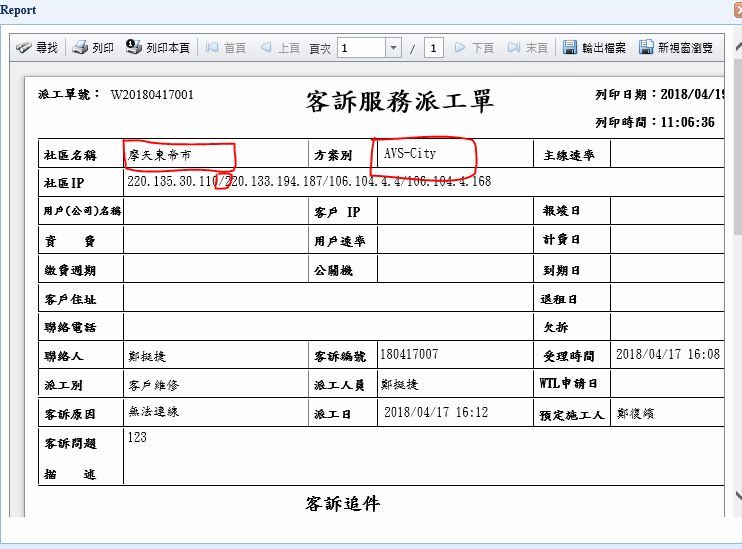 Report
尋找 列印 列印本頁 首頁 上頁 頁次 1 / 1 下頁 末頁 輸出檔案 新視窗瀏覽
派工單號： W20180417001
客訴服務派工單
列印日期：2018/04/19
列印時間：11:06:36
社區名稱 摩天東帝市 方案別 AVS-City 主線速率
社區IP 220.135.30.110/220.133.194.187/106.104.4.4/106.104.4.168
用戶(公司)名稱 客戶 IP 報竣日
資 費 用戶速率 計費日
繳費週期 公關機 到期日
客戶住址 退租日
聯絡電話 欠拆
聯絡人 鄭挺捷 客訴編號 180417007 受理時間 2018/04/17 16:08
派工別 客戶維修 派工人員 鄭挺捷 WTL申請日
客訴原因 無法連線 派工日 2018/04/17 16:12 預定施工人 鄭復繽
客訴問題 123
描 述
客訴追件